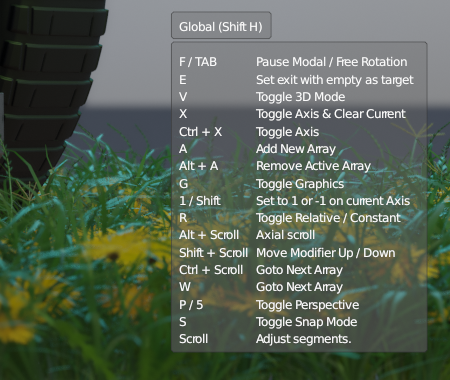 Global (Shift H)
F / TAB Pause Modal / Free Rotation
E Set exit with empty as target
V Toggle 3D Mode
X Toggle Axis & Clear Current
Ctrl + X Toggle Axis
A Add New Array
Alt + A Remove Active Array
G Toggle Graphics
1 / Shift Set to 1 or -1 on current Axis
R Toggle Relative / Constant
Alt + Scroll Axial scroll
Shift + Scroll Move Modifier Up / Down
Ctrl + Scroll Goto Next Array
W Goto Next Array
P / 5 Toggle Perspective
S Toggle Snap Mode
Scroll Adjust segments.